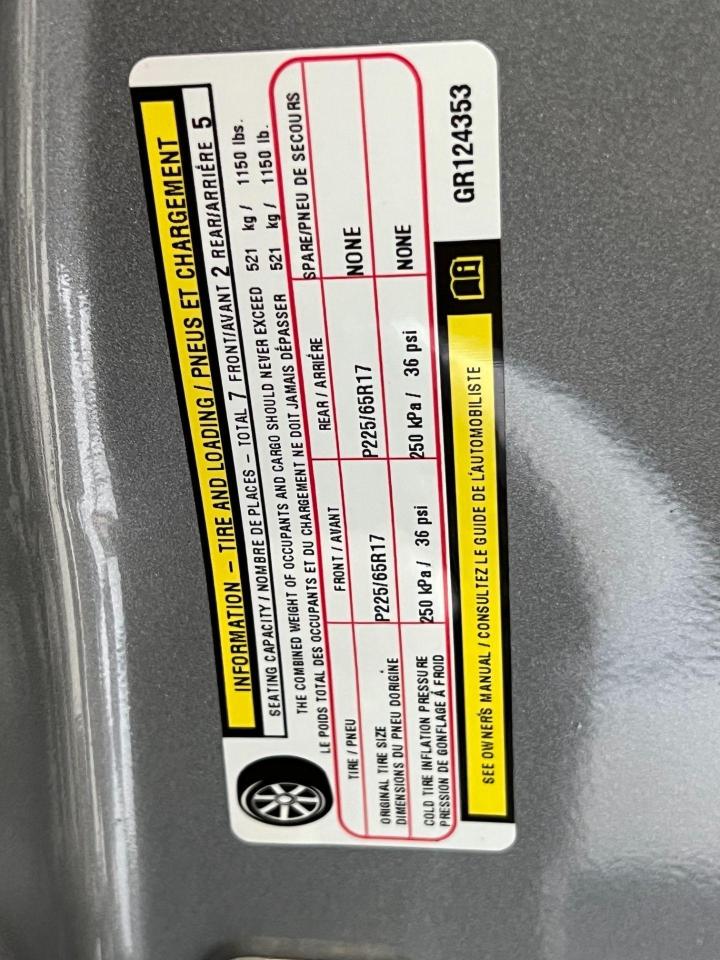 INFORMATION – TIRE AND LOADING / PNEUS ET CHARGEMENT
SEATING CAPACITY / NOMBRE DE PLACES – TOTAL 7 FRONT/AVANT 2 REAR/ARRIÉRE 5
THE COMBINED WEIGHT OF OCCUPANTS AND CARGO SHOULD NEVER EXCEED 521 kg / 1150 lbs.
LE POIDS TOTAL DES OCCUPANTS ET DU CHARGEMENT NE DOIT JAMAIS DÉPASSER 521 kg / 1150 lb.
TIRE / PNEU FRONT / AVANT REAR / ARRIÉRE SPARE/PNEU DE SECOURS
ORIGINAL TIRE SIZE P225/65R17 P225/65R17 NONE
DIMENSIONS DU PNEU DORIGINE
COLD TIRE INFLATION PRESSURE 250 kPa / 36 psi 250 kPa / 36 psi NONE
PRESSION DE GONFLAGE À FROID
SEE OWNER'S MANUAL / CONSULTEZ LE GUIDE DE L'AUTOMOBILISTE
GR124353